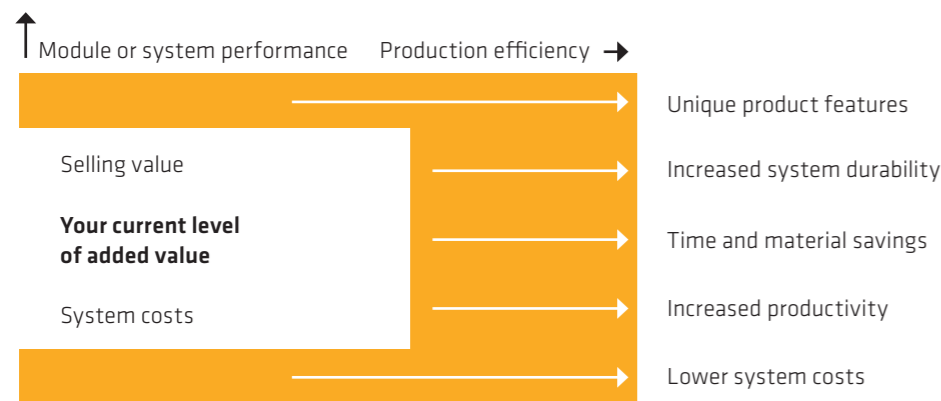 Module or system performance
Production efficiency
Unique product features
Selling value
Increased system durability
Your current level
of added value
Time and material savings
System costs
Increased productivity
Lower system costs